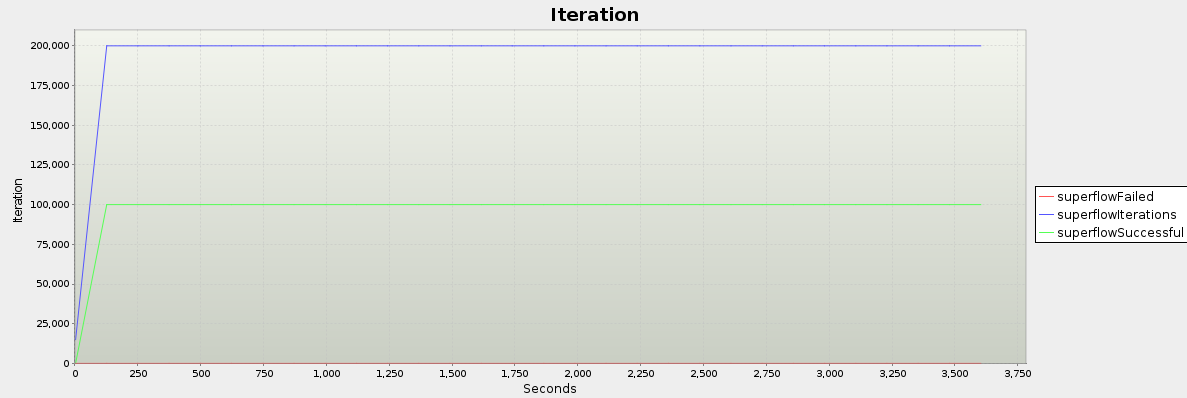 Iteration
200,000
175,000
150,000
125,000
100,000
75,000
50,000
25,000
0
Iteration
0 250 500 750 1,000 1,250 1,500 1,750 2,000 2,250 2,500 2,750 3,000 3,250 3,500 3,750
Seconds
superflowFailed
superflowIterations
superflowSuccessful